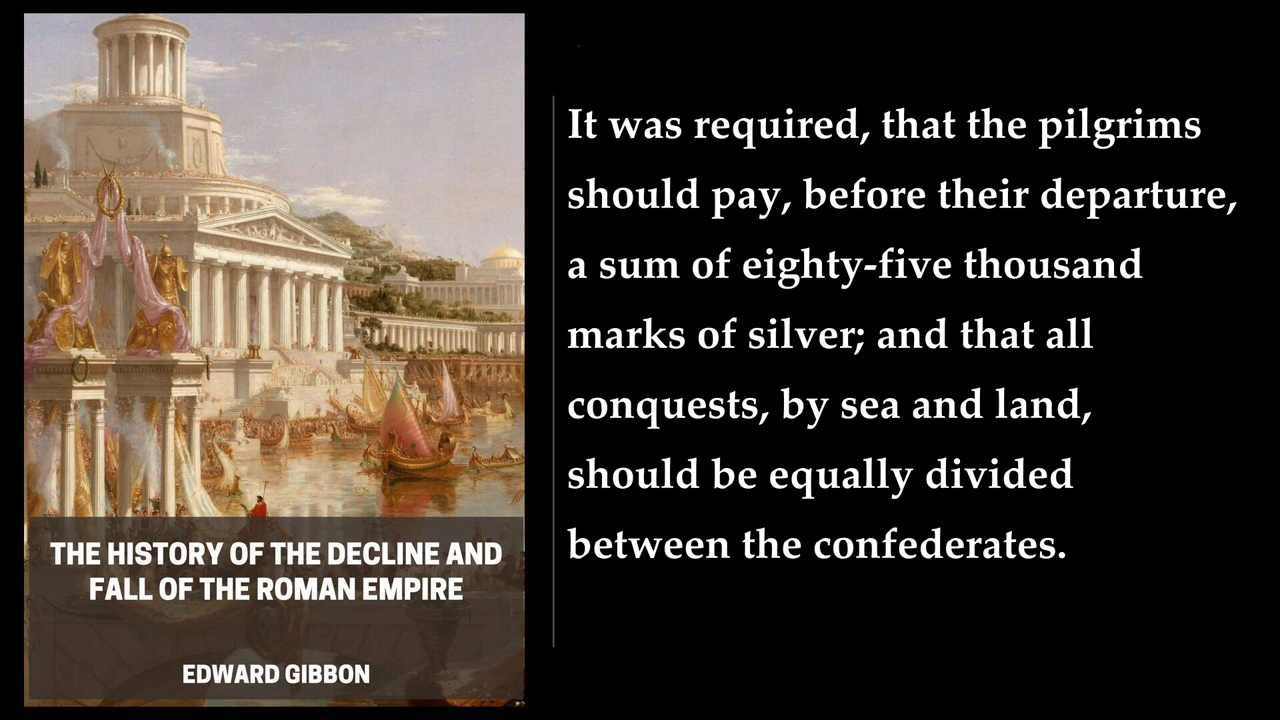 THE HISTORY OF THE DECLINE AND
FALL OF THE ROMAN EMPIRE
EDWARD GIBBON
It was required, that the pilgrims
should pay, before their departure,
a sum of eighty-five thousand
marks of silver; and that all
conquests, by sea and land,
should be equally divided
between the confederates.